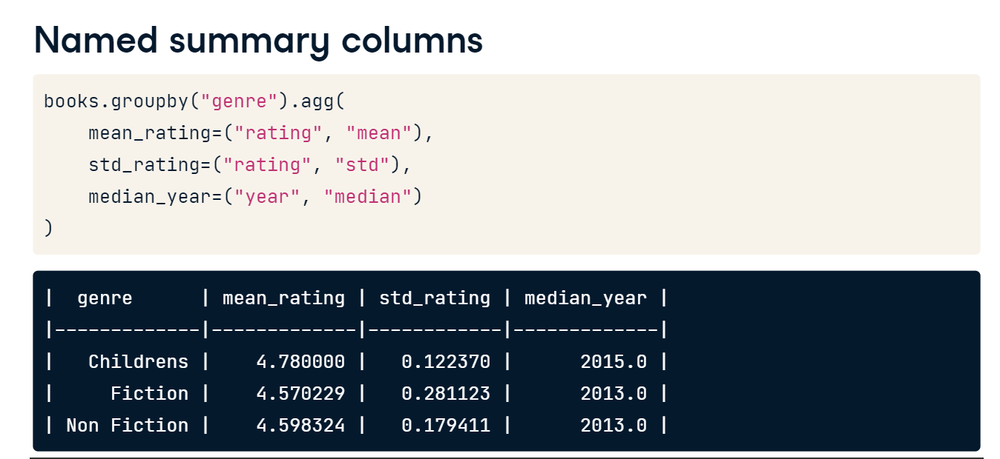 Named summary columns
books.groupby("genre").agg(
    mean_rating=("rating", "mean"),
    std_rating=("rating", "std"),
    median_year=("year", "median")
)
|  genre      | mean_rating | std_rating | median_year |
|-------------|-------------|------------|-------------|
|   Childrens |    4.780000 |   0.122370 |      2015.0 |
|     Fiction |    4.570229 |   0.281123 |      2013.0 |
| Non Fiction |    4.598324 |   0.179411 |      2013.0 |